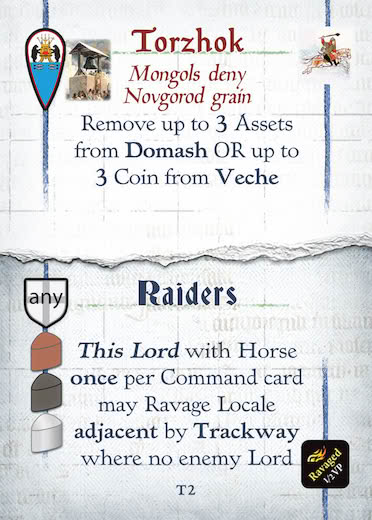 Torzhok
Mongols deny
Novgorod grain
Remove up to 3 Assets
from Domash OR up to
3 Coin from Veche
any
Raiders
This Lord with Horse
once per Command card
may Ravage Locale
adjacent by Trackway
where no enemy Lord
Ravaged
1/2VP
T2